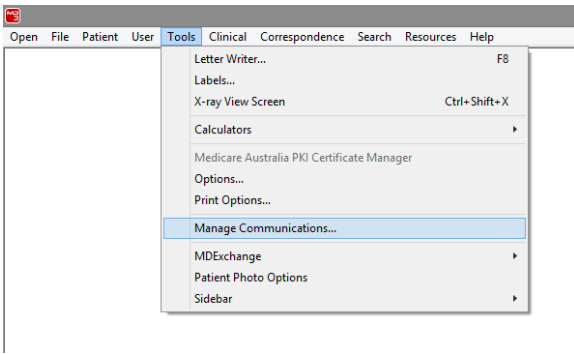 Open File Patient User Tools Clinical Correspondence Search Resources Help
Letter Writer... F8
Labels...
X-ray View Screen Ctrl+Shift+X
Calculators
Medicare Australia PKI Certificate Manager
Options...
Print Options...
Manage Communications...
MDExchange
Patient Photo Options
Sidebar